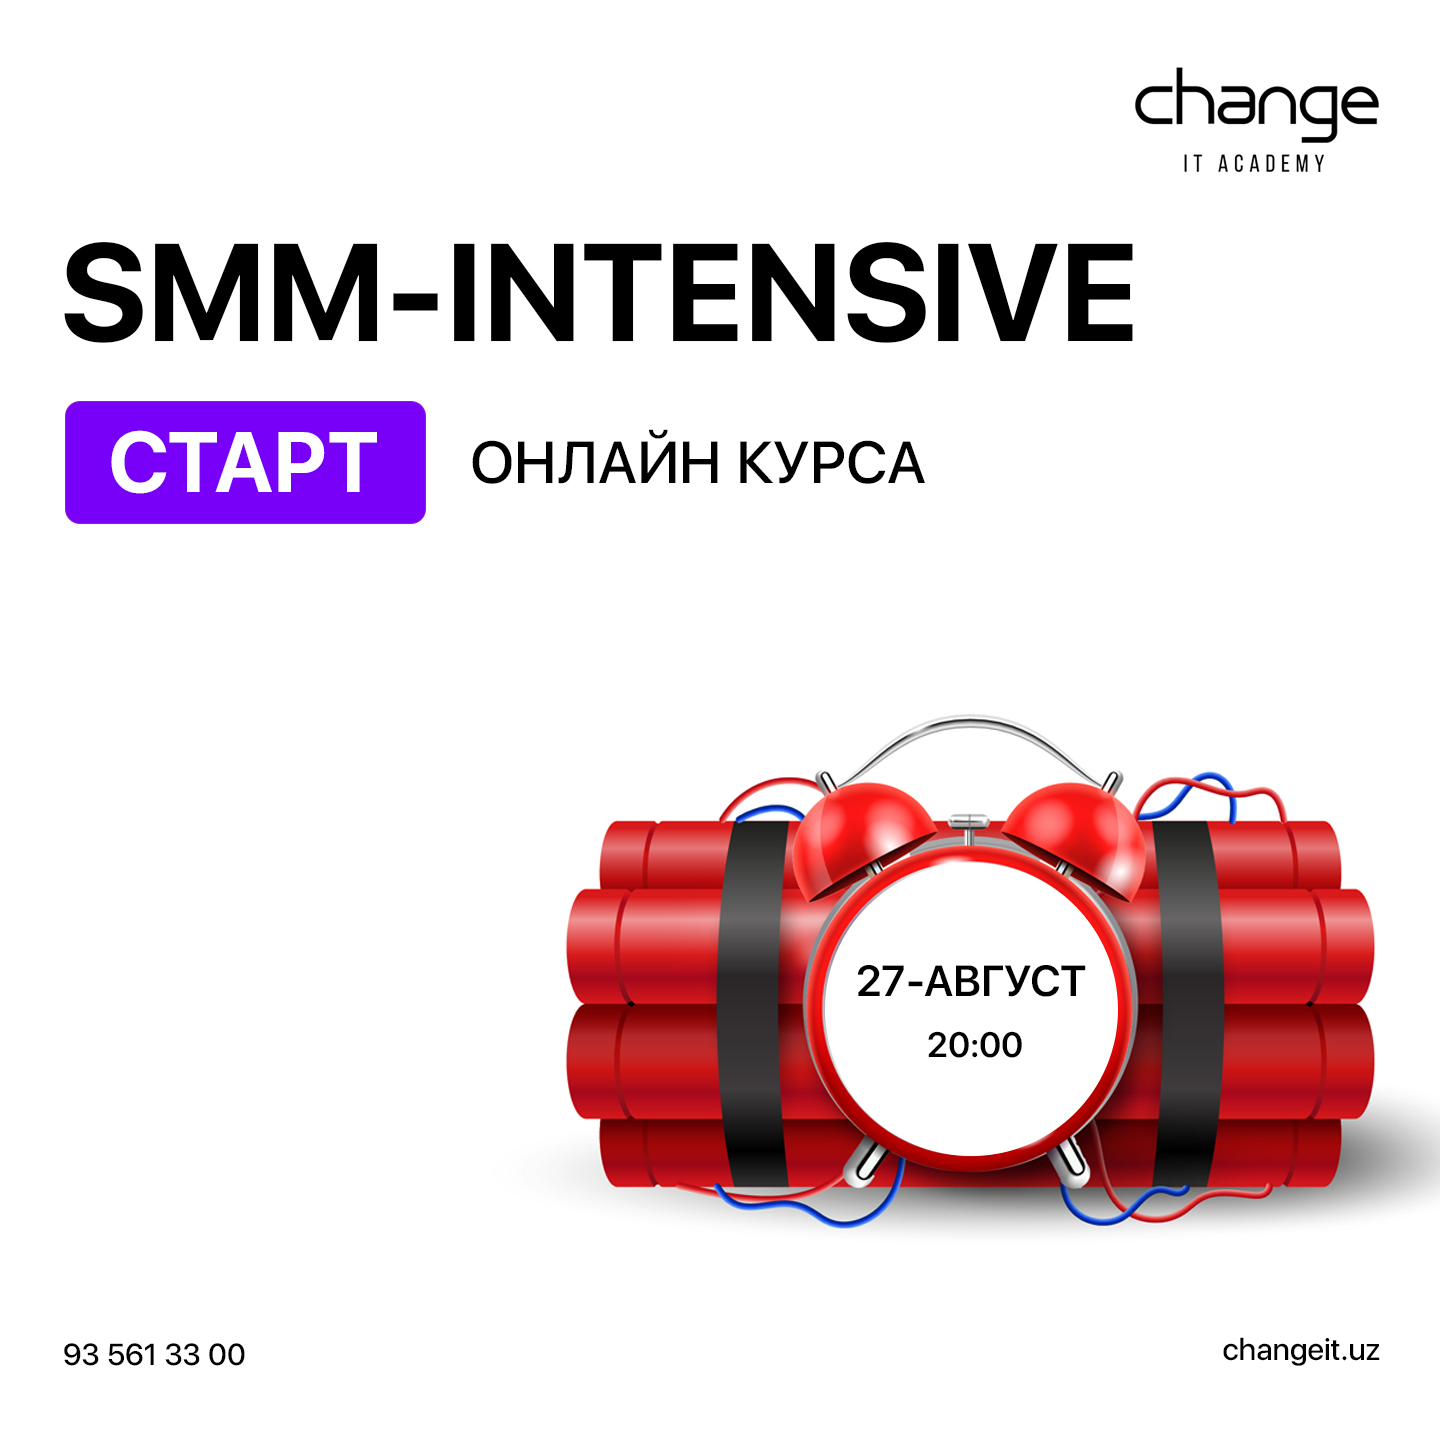 change
IT ACADEMY
SMM-INTENSIVE
СТАРТ ОНЛАЙН КУРСА
27-АВГУСТ
20:00
93 561 33 00
changeit.uz